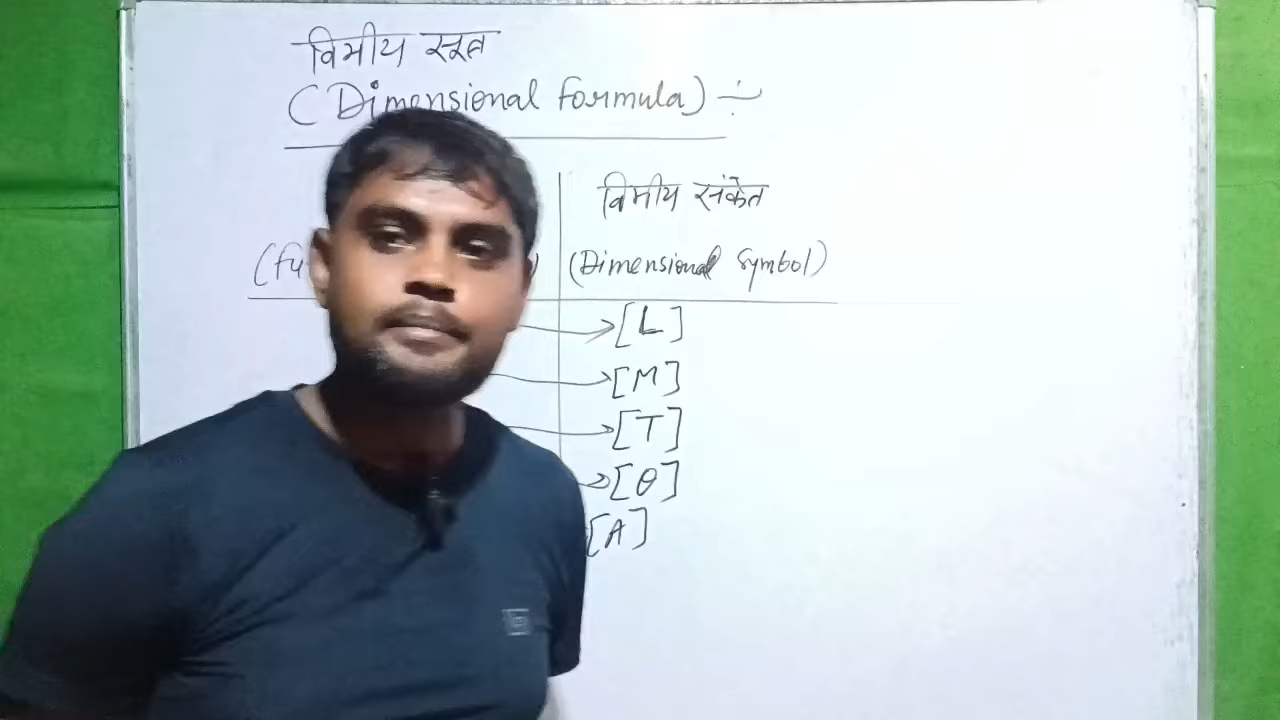 विमीय सूत्र
(Dimensional formula) ÷
विमीय संकेत
(Dimensional Symbol)
→[L]
→[M]
→[T]
→[θ]
[A]